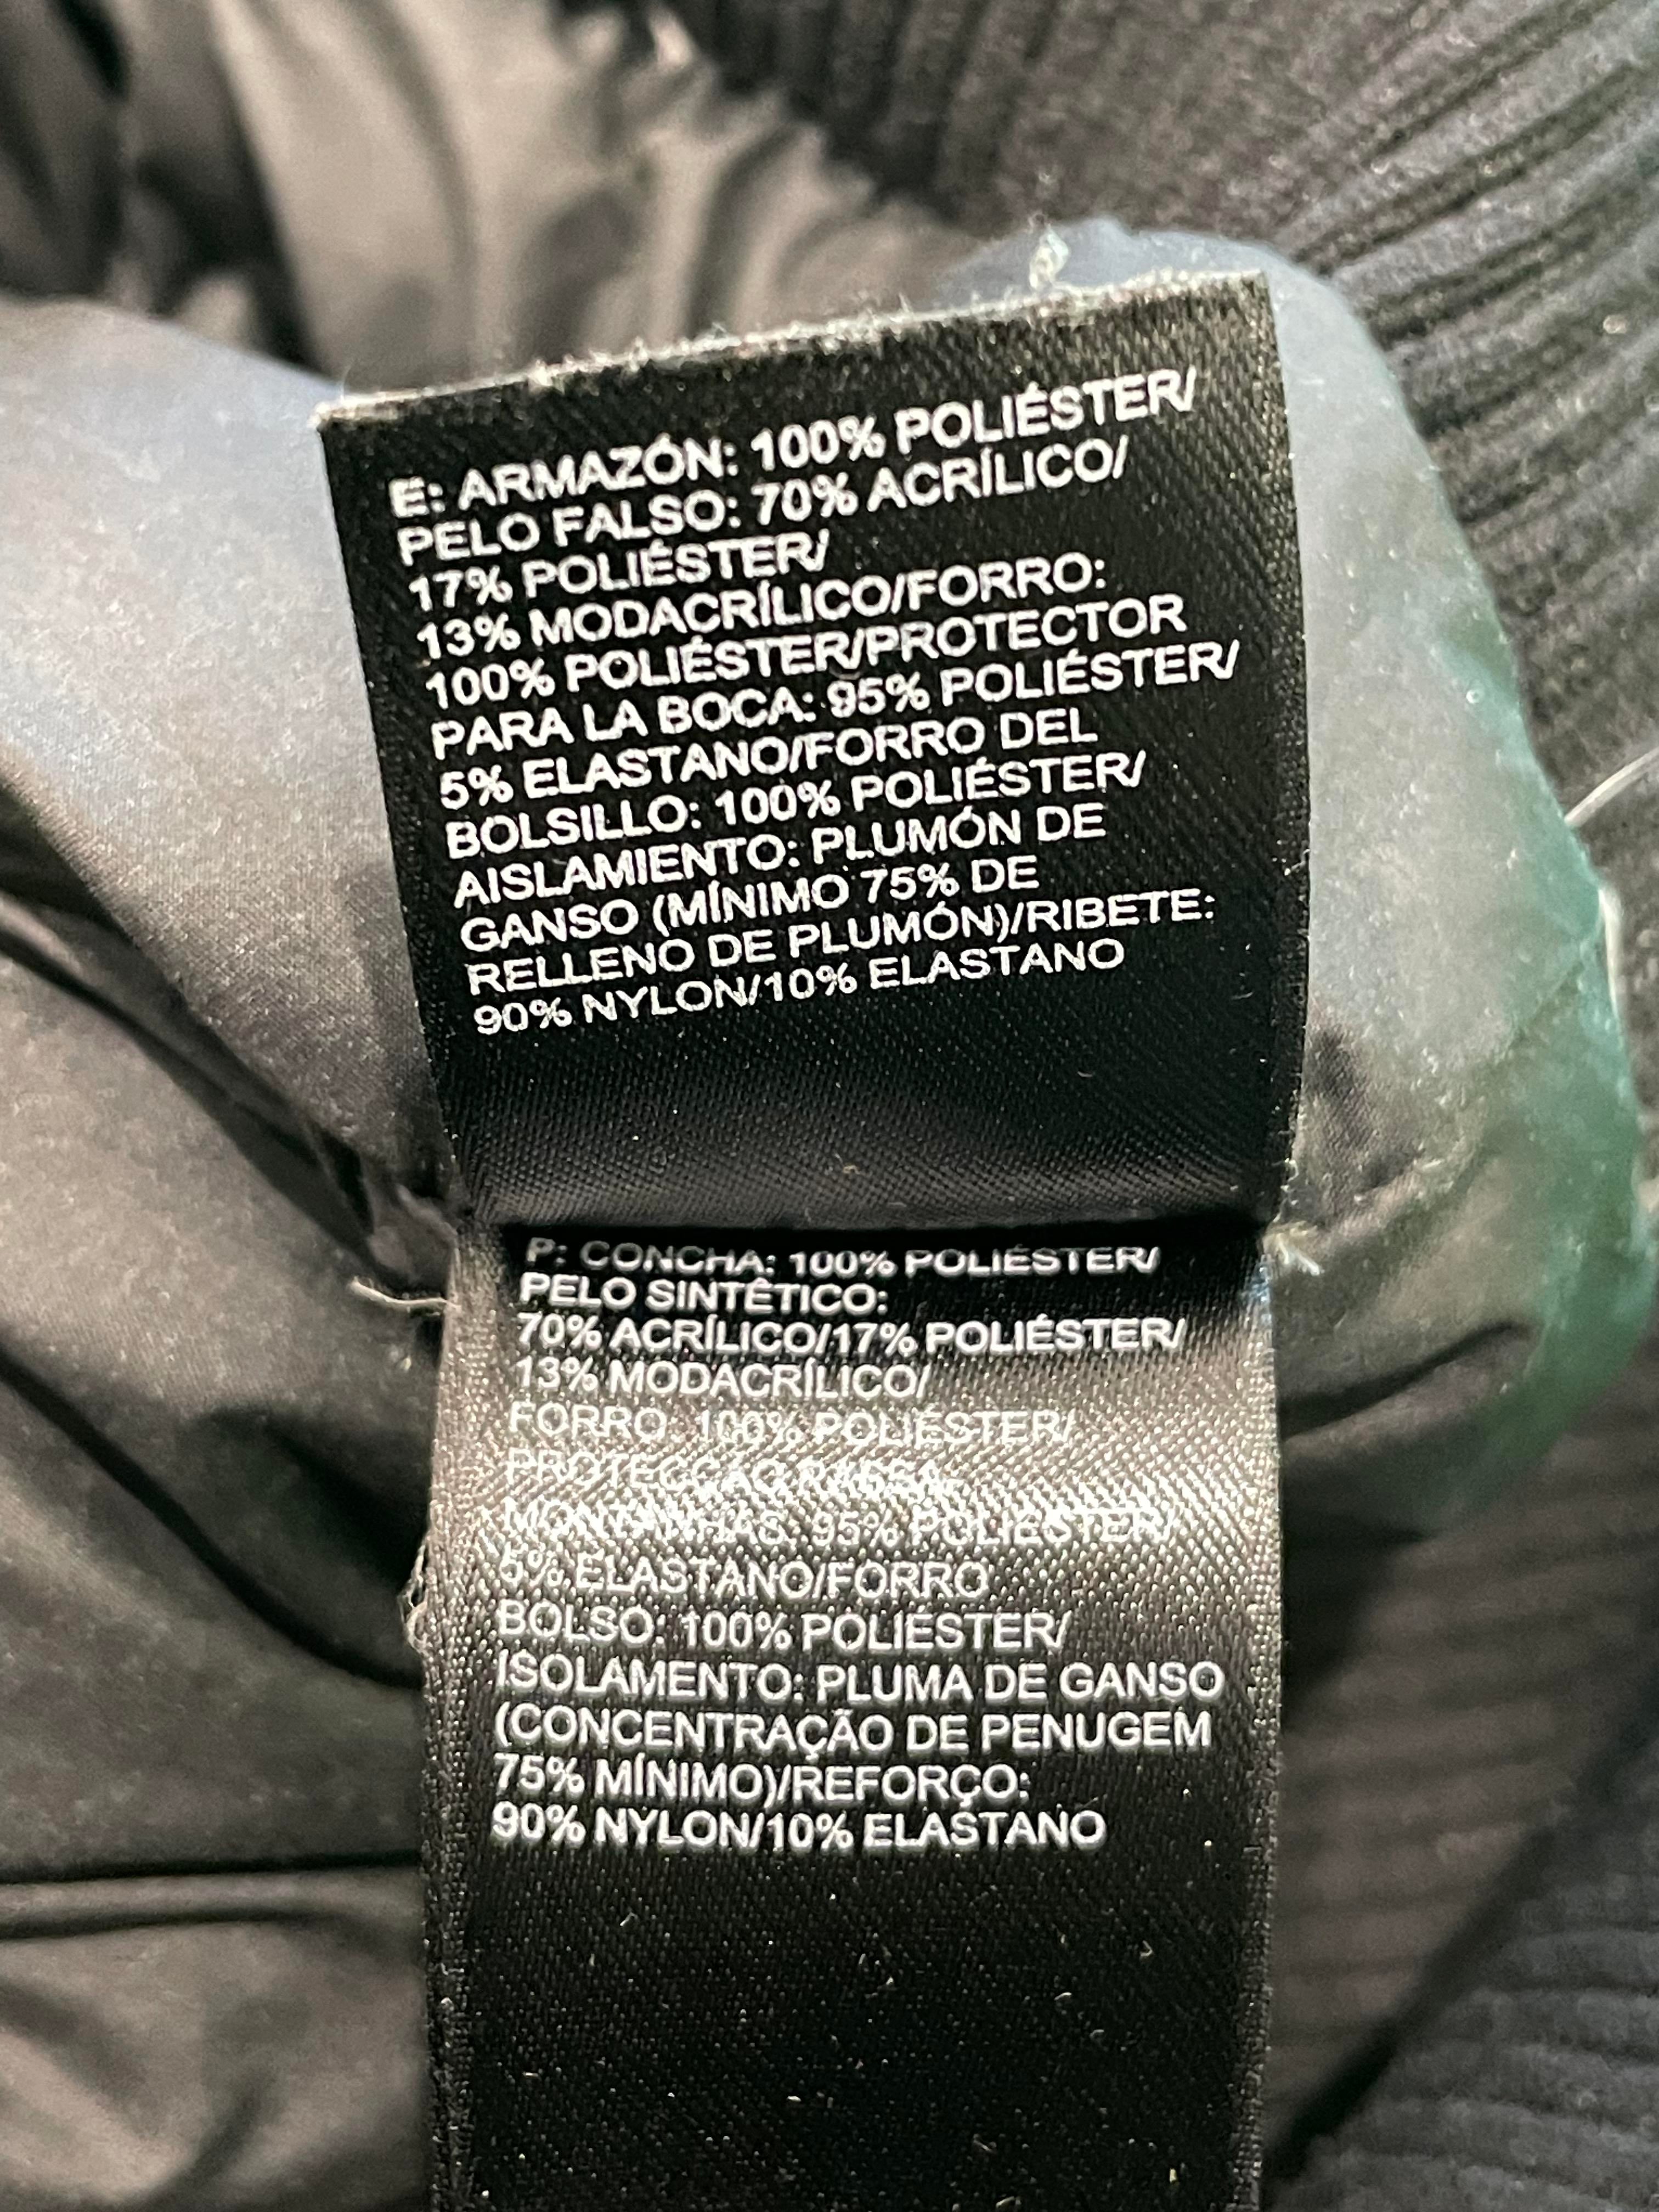 E: ARMAZÓN: 100% POLIÉSTER/
PELO FALSO: 70% ACRÍLICO/
17% POLIÉSTER/
13% MODACRÍLICO/FORRO:
100% POLIÉSTER/PROTECTOR
PARA LA BOCA: 95% POLIÉSTER/
5% ELASTANO/FORRO DEL
BOLSILLO: 100% POLIÉSTER/
AISLAMIENTO: PLUMÓN DE
GANSO (MÍNIMO 75% DE
RELLENO DE PLUMÓN)/RIBETE:
90% NYLON/10% ELASTANO
P: CONCHA: 100% POLIÉSTER/
PELO SINTÉTICO:
70% ACRÍLICO/17% POLIÉSTER/
13% MODACRÍLICO/
FORRO: 100% POLIÉSTER/
PROTECÇÃO
95% POLIÉSTER/
5% ELASTANO/FORRO
BOLSO: 100% POLIÉSTER/
ISOLAMENTO: PLUMA DE GANSO
(CONCENTRAÇÃO DE PENUGEM
75% MÍNIMO)/REFORÇO:
90% NYLON/10% ELASTANO